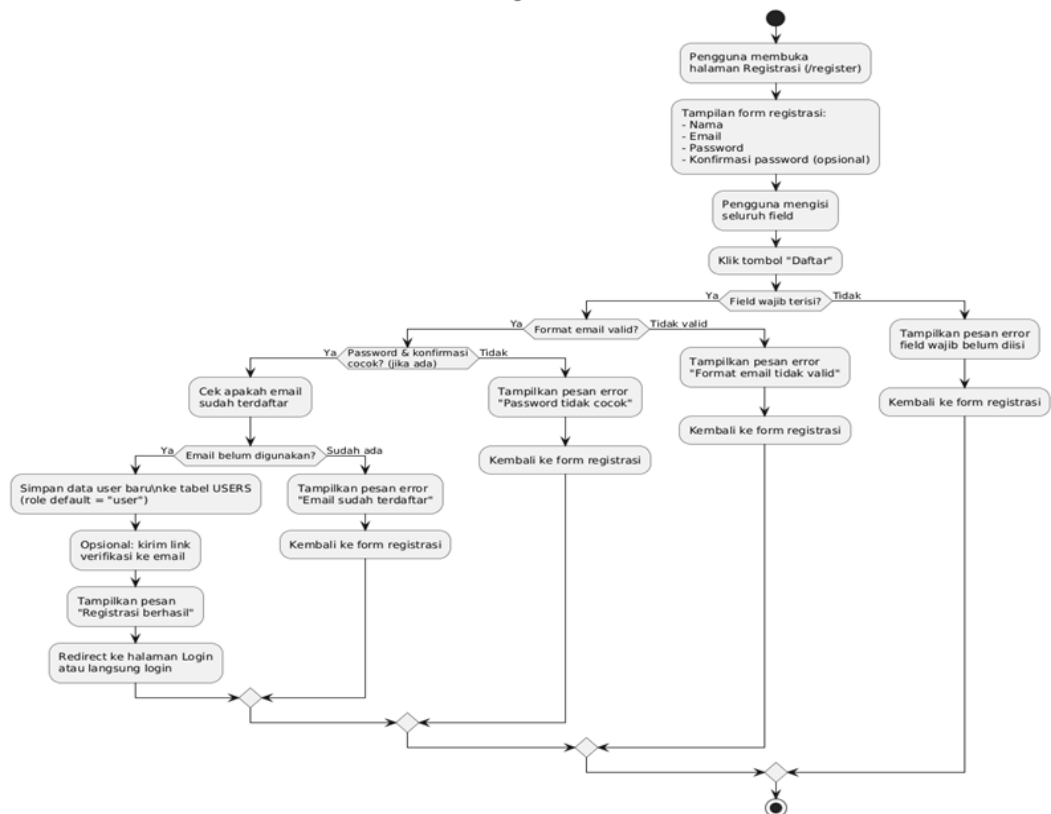 Pengguna membuka
halaman Registrasi (/register)
Tampilan form registrasi:
- Nama
- Email
- Password
- Konfirmasi password (opsional)
Pengguna mengisi
seluruh field
Klik tombol "Daftar"
Ya
Field wajib terisi?
Tidak
Ya
Format email valid?
Tidak valid
Tampilkan pesan error
field wajib belum diisi
Kembali ke form registrasi
Ya
Password & konfirmasi
cocok? (jika ada)
Tidak
Tampilkan pesan error
"Format email tidak valid"
Kembali ke form registrasi
Cek apakah email
sudah terdaftar
Tampilkan pesan error
"Password tidak cocok"
Kembali ke form registrasi
Ya
Email belum digunakan?
Sudah ada
Simpan data user baru\nke tabel USERS
(role default = "user")
Tampilkan pesan error
"Email sudah terdaftar"
Kembali ke form registrasi
Opsional: kirim link
verifikasi ke email
Tampilkan pesan
"Registrasi berhasil"
Redirect ke halaman Login
atau langsung login